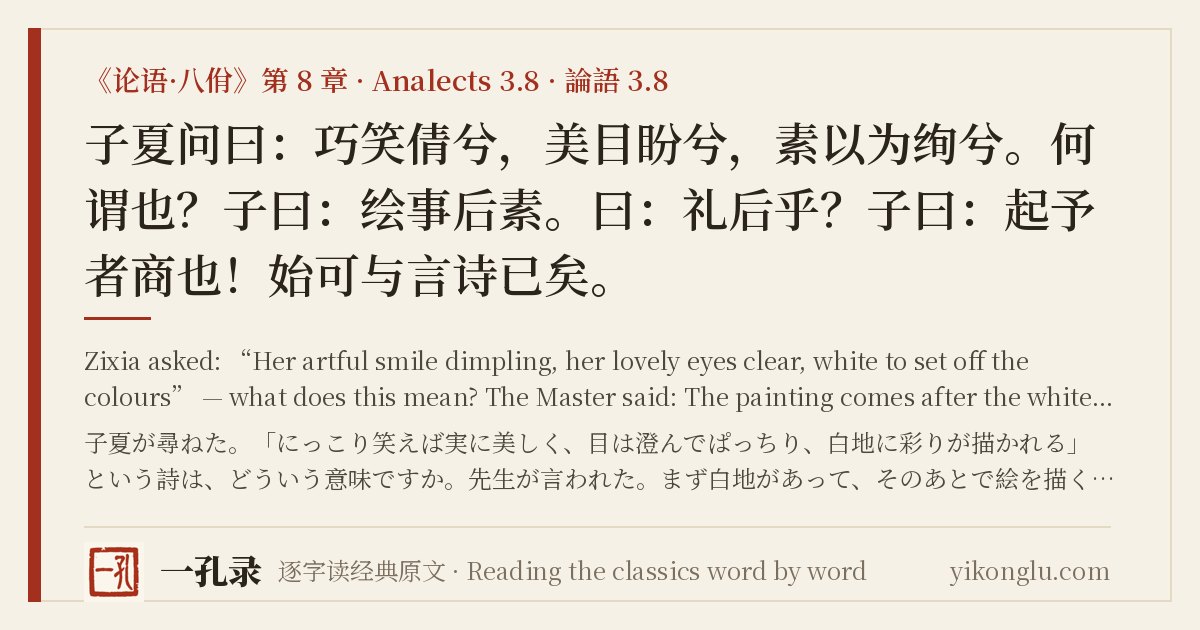 《论语·八佾》第 8 章 · Analects 3.8 · 論語 3.8
子夏问曰：巧笑倩兮，美目盼兮，素以为绚兮。何
谓也？子曰：绘事后素。曰：礼后乎？子曰：起予
者商也！始可与言诗已矣。
Zixia asked: “Her artful smile dimpling, her lovely eyes clear, white to set off the
colours” — what does this mean? The Master said: The painting comes after the white…
子夏が尋ねた。「にっこり笑えば実に美しく、目は澄んでぱっちり、白地に彩りが描かれる」
という詩は、どういう意味ですか。先生が言われた。まず白地があって、そのあとで絵を描く…
一孔
一孔录 逐字读经典原文 · Reading the classics word by word yikonglu.com